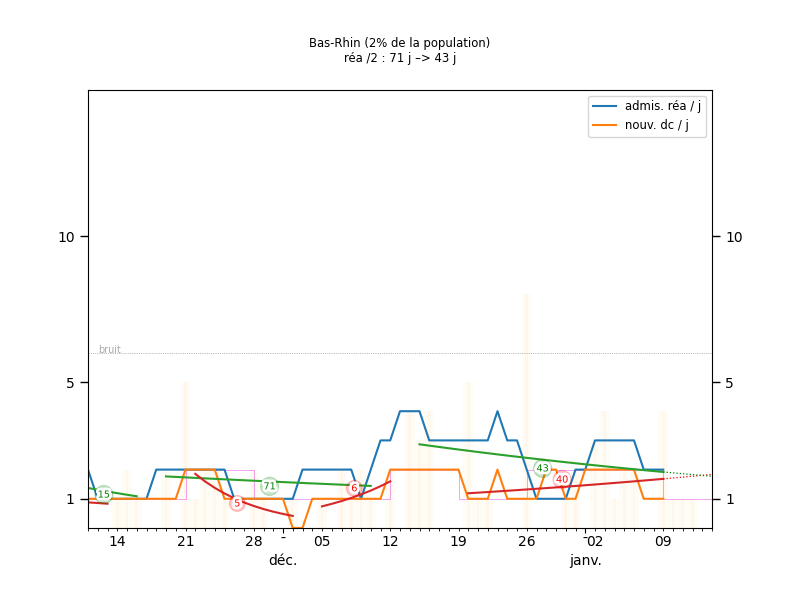 Bas-Rhin (2% de la population)
réa /2 : 71 j –> 43 j
admis. réa / j
nouv. dc / j
10 10
bruit
5 5
43
40
71
6
15
5
1 1
14 21 28 - 05 12 19 26 - 02 09
déc. janv.